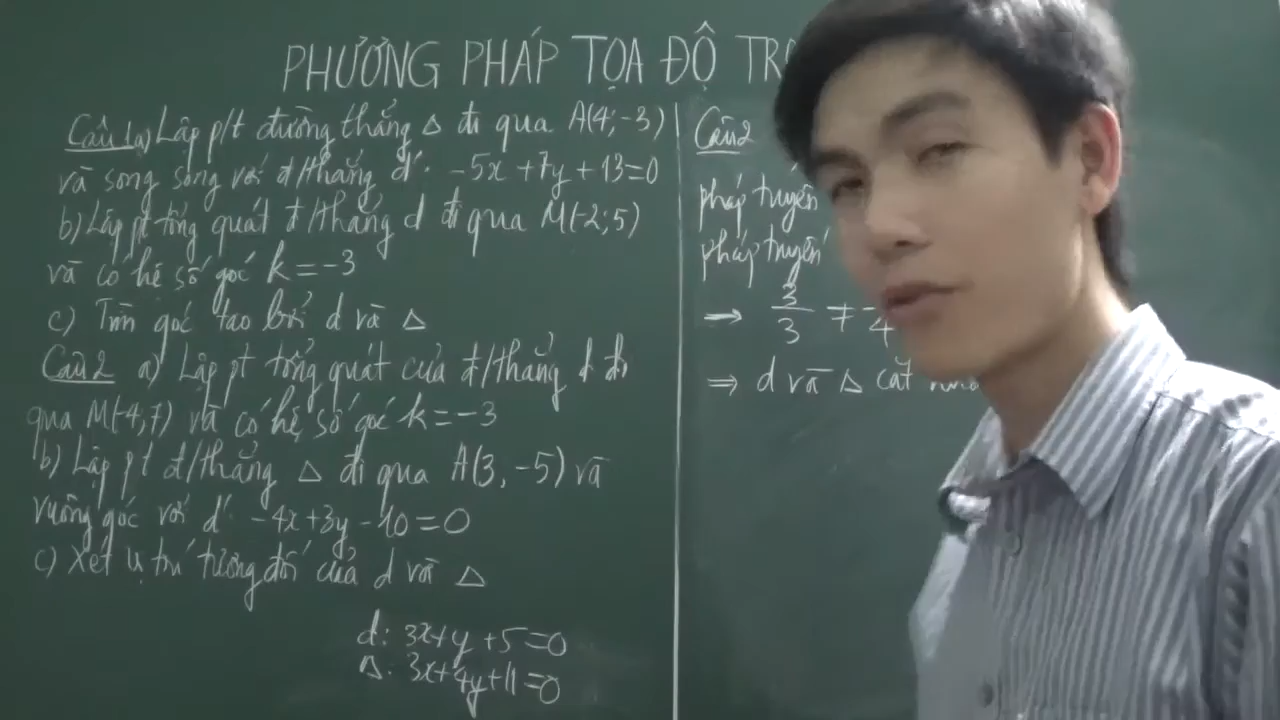 PHƯƠNG PHÁP TỌA ĐỘ
Câu 1 a) Lập p/t đường thẳng Δ đi qua A(4;-3)
và song song với đ/thẳng d': -5x +7y +13=0
b) Lập pt tổng quát đ/thẳng d đi qua M(-2;5)
và có hệ số góc k = -3
c) Tìm góc tạo bởi d và Δ
Câu 2 a) Lập pt tổng quát của đ/thẳng d đi
qua M(-4,7) và có hệ số góc k = -3
b) Lập pt đ/thẳng Δ đi qua A(3, -5) và
vuông góc với d': -4x+3y -10=0
c) Xét vị trí tương đối của d và Δ
d: 3x+y +5=0
Δ: 3x+4y+11=0
Câu 2
pháp tuyến
pháp tuyến
→ 3/3 ≠ /4
⇒ d và Δ cắt